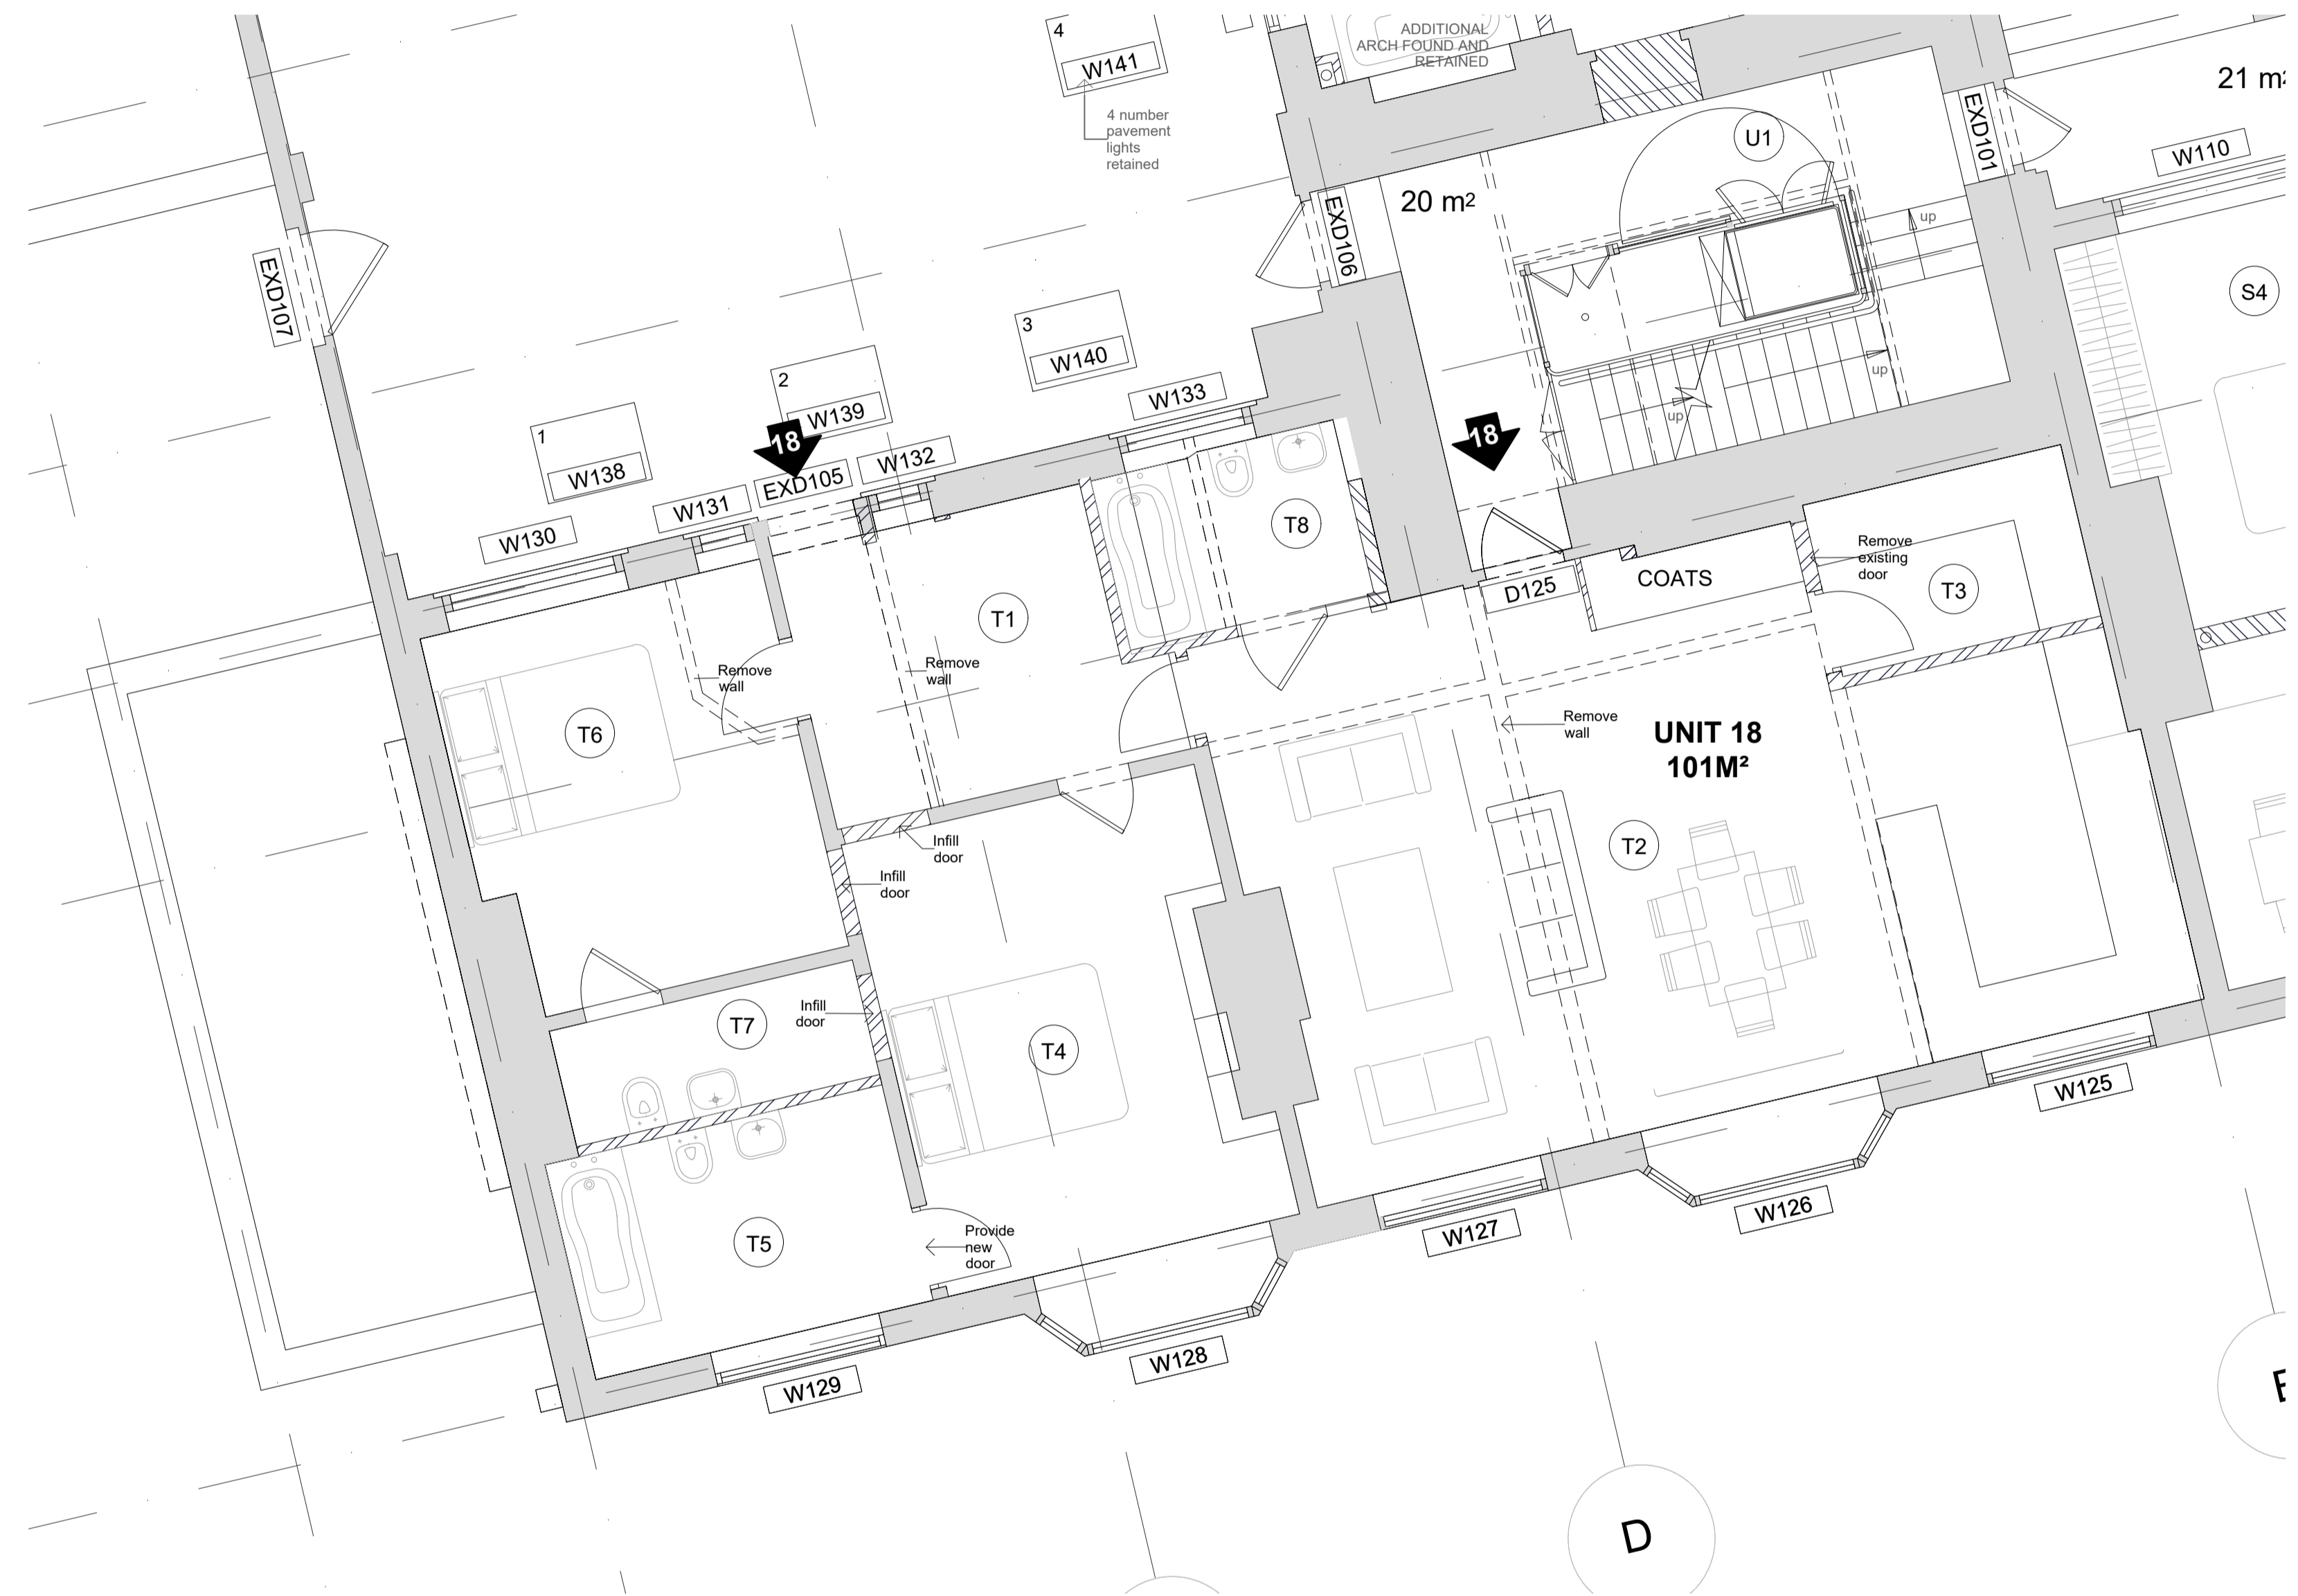 ADDITIONAL
ARCH FOUND AND
RETAINED
4
W141
4 number
pavement
lights
retained
U1
EXD101
21 m²
W110
20 m²
EXD106
up
S4
EXD107
3
W140
up
up
2
W139
18
W133
1
W138
18
W132
EXD105
W131
W130
T8
D125
COATS
Remove
existing
door
T3
T1
Remove
wall
Remove
wall
T6
Remove
wall
UNIT 18
101M²
T2
Infill
door
Infill
door
Infill
door
T7
T4
W125
W126
W127
Provide
new
door
T5
W128
W129
D